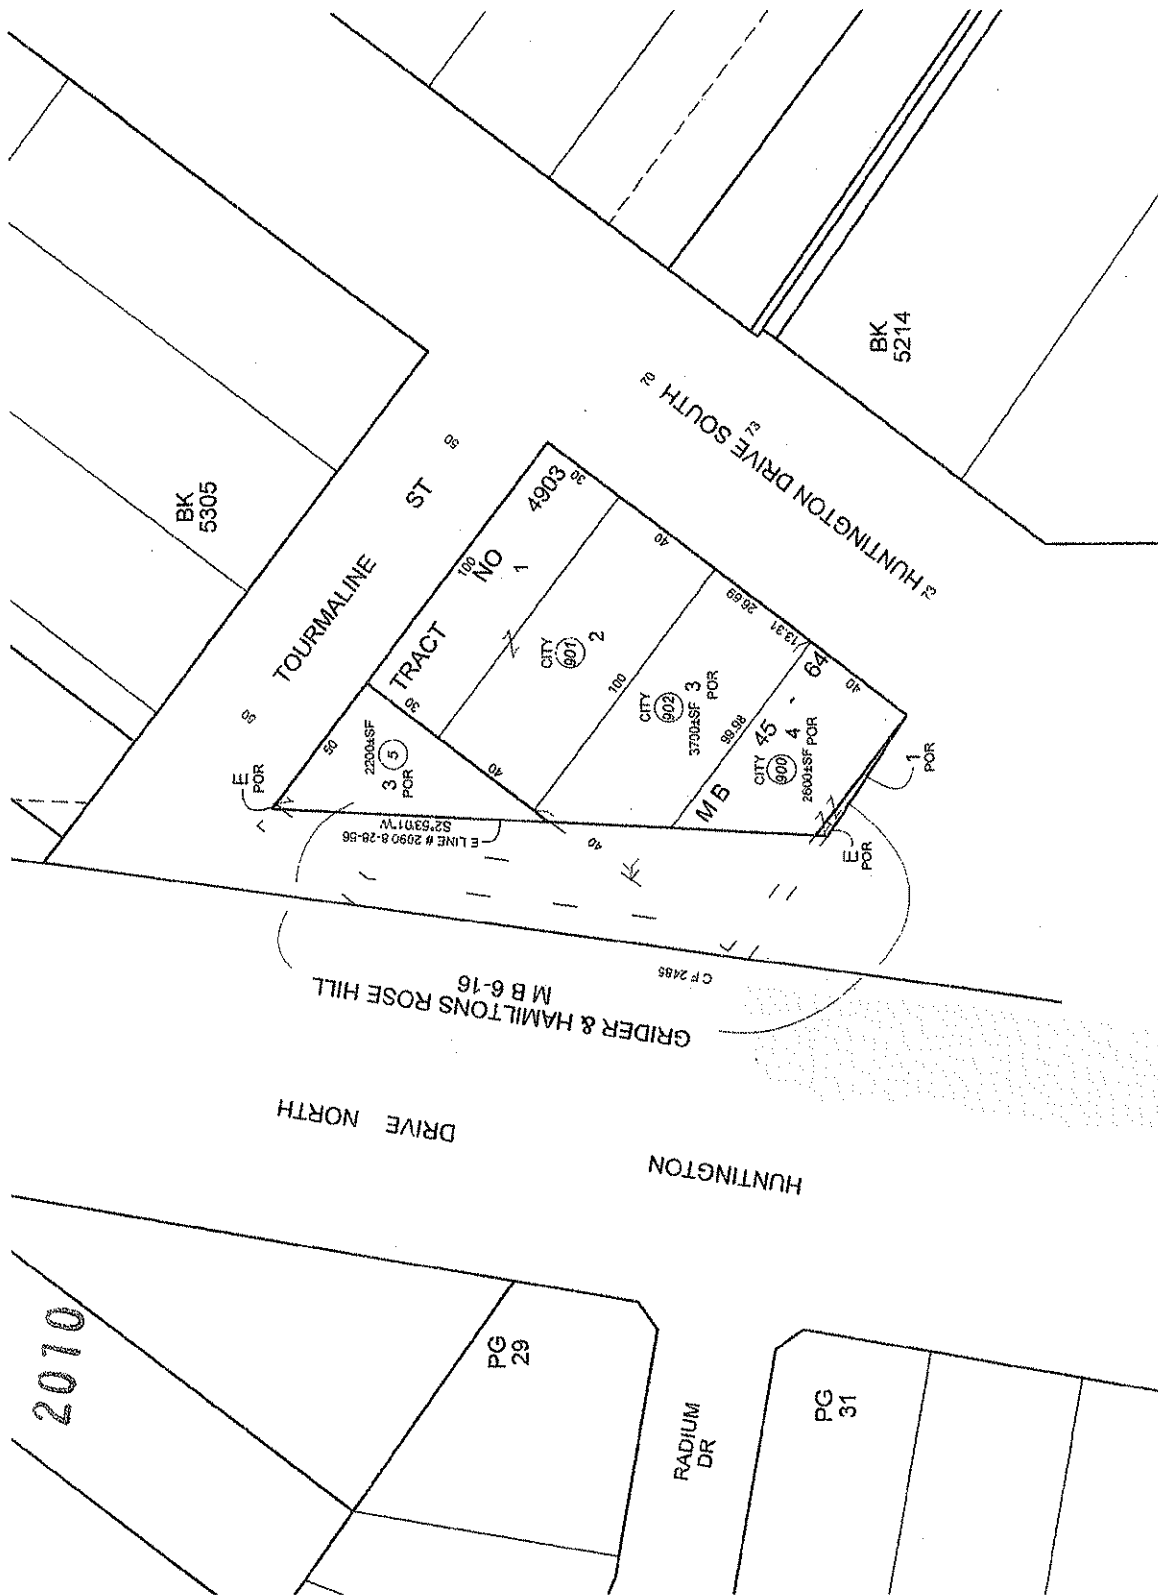 BK
5305
TOURMALINE ST
50
50
BK
5214
HUNTINGTON DRIVE SOUTH
70
73
73
TRACT NO 4903
100
1
30
30
50
2200±SF
5
3
POR
E
POR
E LINE # 2090 8-28-56
S2°53'01"W
CITY
901
2
40
40
100
CITY
902
3700±SF
3
POR
26.69
13.31
40
99.98
M B 45 - 64
CITY
900
4
2600±SF POR
40
E
POR
1
POR
C F 2485
GRIDER & HAMILTONS ROSE HILL
M B 6-16
HUNTINGTON DRIVE NORTH
2010
PG
29
RADIUM
DR
PG
31